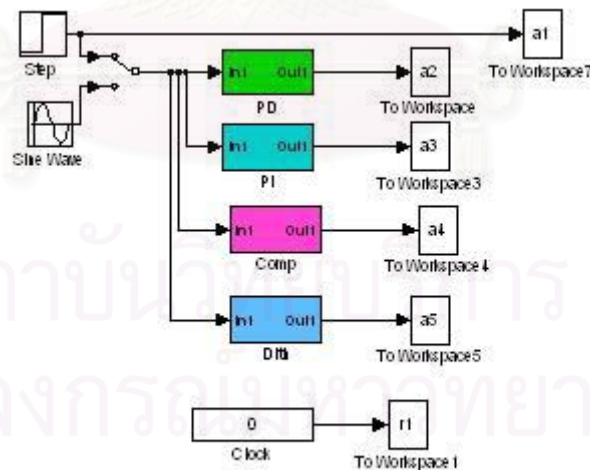 a1
Step
To Workspace7
In1 Out1
a2
PD
To Workspace
Sine Wave
In1 Out1
a3
PI
To Workspace3
In1 Out1
a4
Comp
To Workspace4
In1 Out1
a5
To Workspace5
0
r1
Clock
To Workspace1